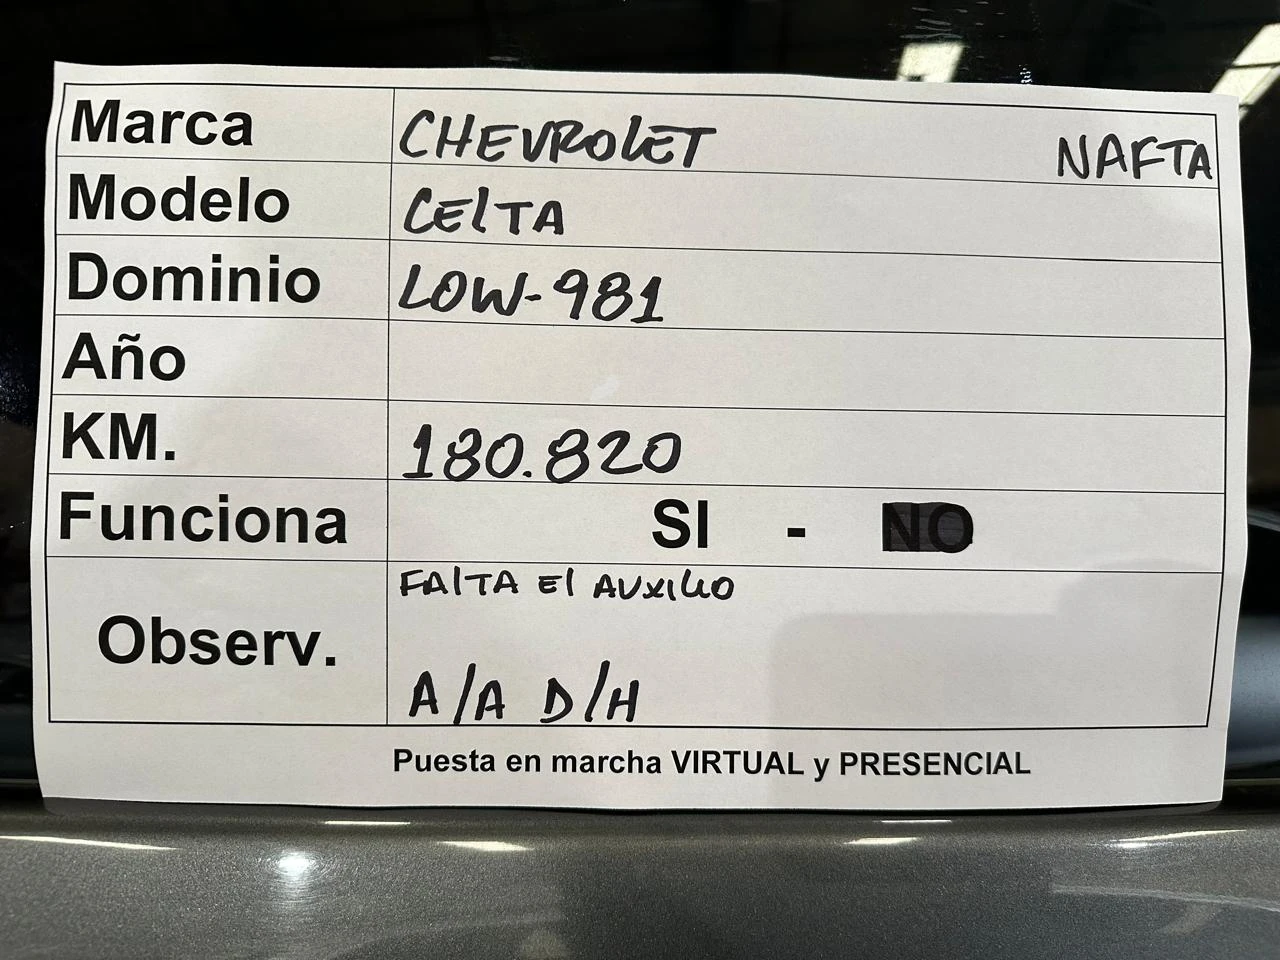 Marca CHEVROLET NAFTA
Modelo CElTA
Dominio LOW-981
Año
KM. 180.820
Funciona SI - NO
Observ. FAlTA El AUXILIO
A/A D/H
Puesta en marcha VIRTUAL y PRESENCIAL